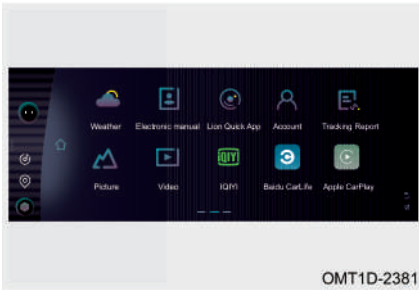 Weather Electronic manual Lion Quick App Account Tracking Report
Picture Video IQIYI Baidu CarLife Apple CarPlay
OMT1D-2381